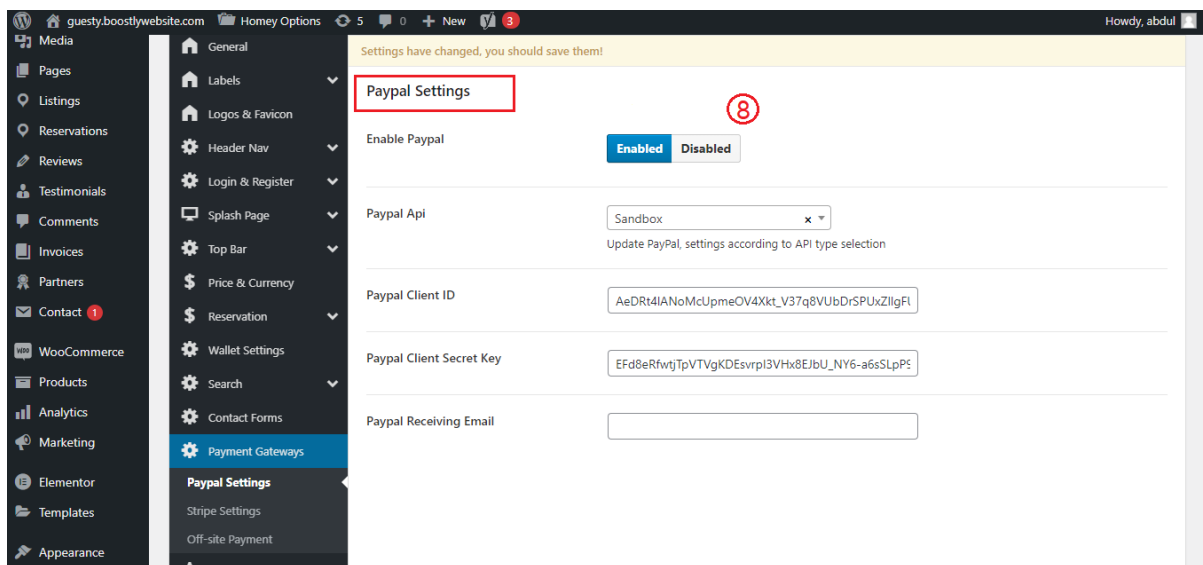 guesty.boostlywebsite.com Homey Options 5 0 + New 3 Howdy, abdul
Media
Pages
Listings
Reservations
Reviews
Testimonials
Comments
Invoices
Partners
Contact 1
WooCommerce
Products
Analytics
Marketing
Elementor
Templates
Appearance
General
Labels
Logos & Favicon
Header Nav
Login & Register
Splash Page
Top Bar
Price & Currency
Reservation
Wallet Settings
Search
Contact Forms
Payment Gateways
Paypal Settings
Stripe Settings
Off-site Payment
Settings have changed, you should save them!
Paypal Settings
8
Enable Paypal
Enabled Disabled
Paypal Api
Sandbox
Update PayPal, settings according to API type selection
Paypal Client ID
Paypal Client Secret Key
Paypal Receiving Email